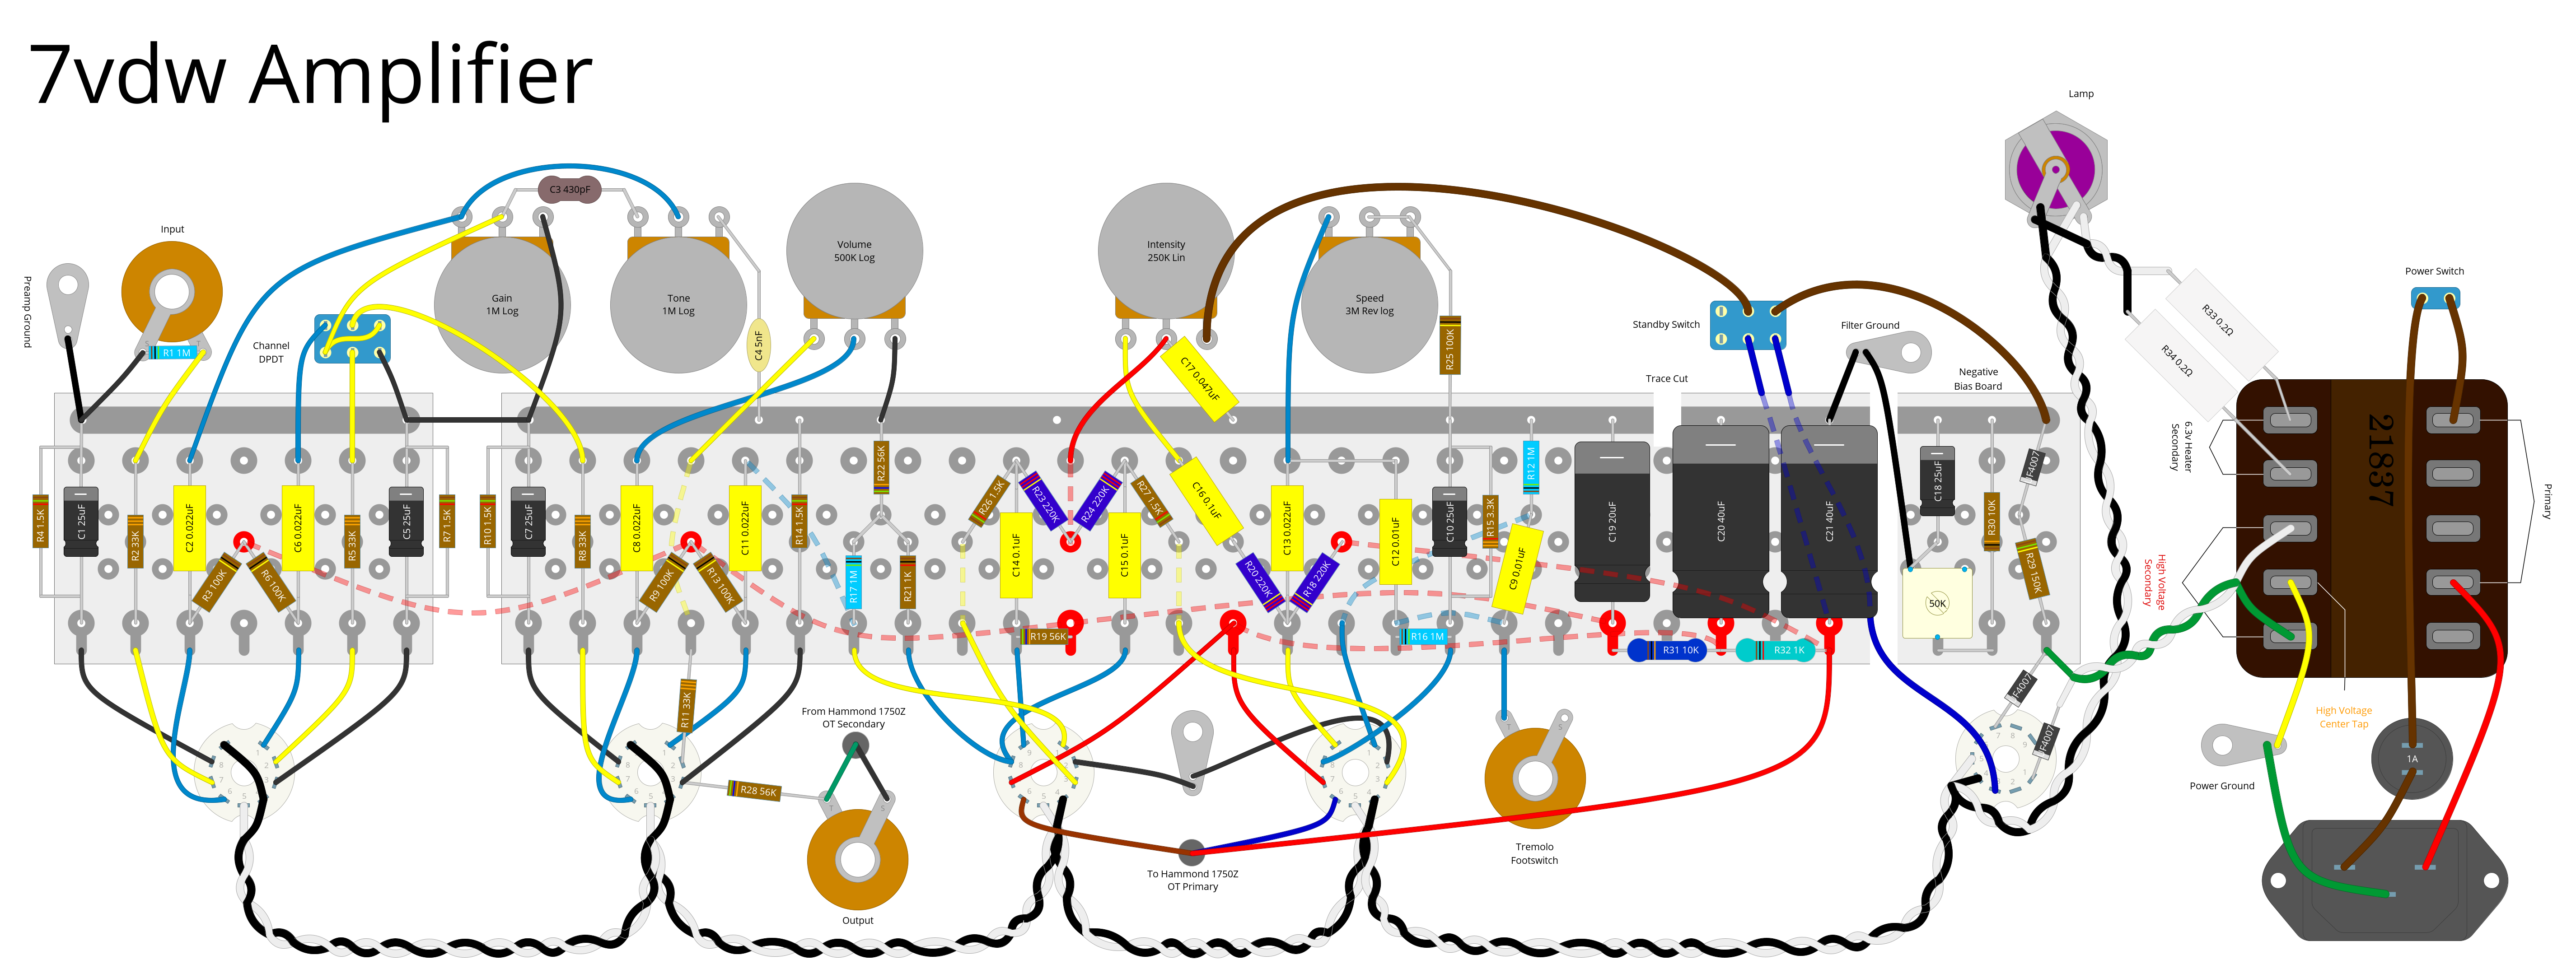 7vdw Amplifier
Lamp
Input
C3 430pF
Volume
500K Log
Intensity
250K Lin
Gain
1M Log
Tone
1M Log
Speed
3M Rev log
Preamp Ground
R1 1M
Channel
DPDT
C4 5nF
C17 0.047uF
R25 100K
Standby Switch
Filter Ground
Trace Cut
Negative
Bias Board
R33 0.2Ω
R34 0.2Ω
Power Switch
6.3v Heater
Secondary
21887
Primary
High Voltage
Secondary
R4 1.5K
C1 25uF
R2 33K
C2 0.022uF
R3 100K
R6 100K
C6 0.022uF
R5 33K
C5 25uF
R7 1.5K
R10 1.5K
C7 25uF
R8 33K
C8 0.022uF
R9 100K
R13 100K
C11 0.022uF
R14 1.5K
R17 1M
R22 56K
R21 1K
R26 1.5K
C14 0.1uF
R23 220K
R24 220K
C15 0.1uF
R27 1.5K
C16 0.1uF
R20 220K
C13 0.022uF
R18 220K
C12 0.01uF
C10 25uF
R15 3.3K
R12 1M
C9 0.01uF
C19 20uF
C20 40uF
C21 40uF
C18 25uF
R30 10K
F4007
R29 150K
50K
R19 56K
R16 1M
R31 10K
R32 1K
F4007
F4007
R11 33K
From Hammond 1750Z
OT Secondary
R28 56K
Output
To Hammond 1750Z
OT Primary
Tremolo
Footswitch
High Voltage
Center Tap
Power Ground
1A